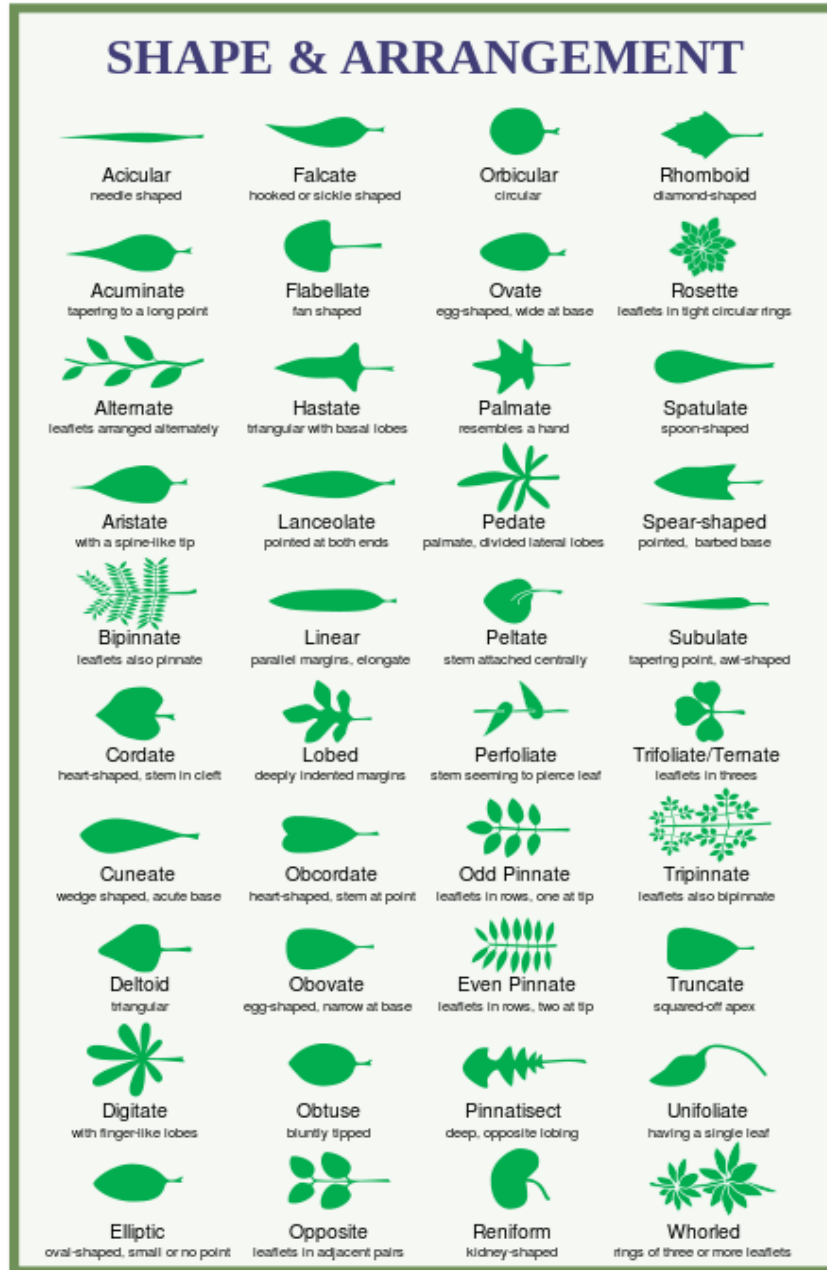 SHAPE & ARRANGEMENT
Acicular
needle shaped
Falcate
hooked or sickle shaped
Orbicular
circular
Rhomboid
diamond-shaped
Acuminate
tapering to a long point
Flabellate
fan shaped
Ovate
egg-shaped, wide at base
Rosette
leaflets in tight circular rings
Alternate
leaflets arranged alternately
Hastate
triangular with basal lobes
Palmate
resembles a hand
Spatulate
spoon-shaped
Aristate
with a spine-like tip
Lanceolate
pointed at both ends
Pedate
palmate, divided lateral lobes
Spear-shaped
pointed, barbed base
Bipinnate
leaflets also pinnate
Linear
parallel margins, elongate
Peltate
stem attached centrally
Subulate
tapering point, awl-shaped
Cordate
heart-shaped, stem in cleft
Lobed
deeply indented margins
Perfoliate
stem seeming to pierce leaf
Trifoliate/Ternate
leaflets in threes
Cuneate
wedge shaped, acute base
Obcordate
heart-shaped, stem at point
Odd Pinnate
leaflets in rows, one at tip
Tripinnate
leaflets also bipinnate
Deltoid
triangular
Obovate
egg-shaped, narrow at base
Even Pinnate
leaflets in rows, two at tip
Truncate
squared-off apex
Digitate
with finger-like lobes
Obtuse
bluntly tipped
Pinnatisect
deep, opposite lobing
Unifoliate
having a single leaf
Elliptic
oval-shaped, small or no point
Opposite
leaflets in adjacent pairs
Reniform
kidney-shaped
Whorled
rings of three or more leaflets